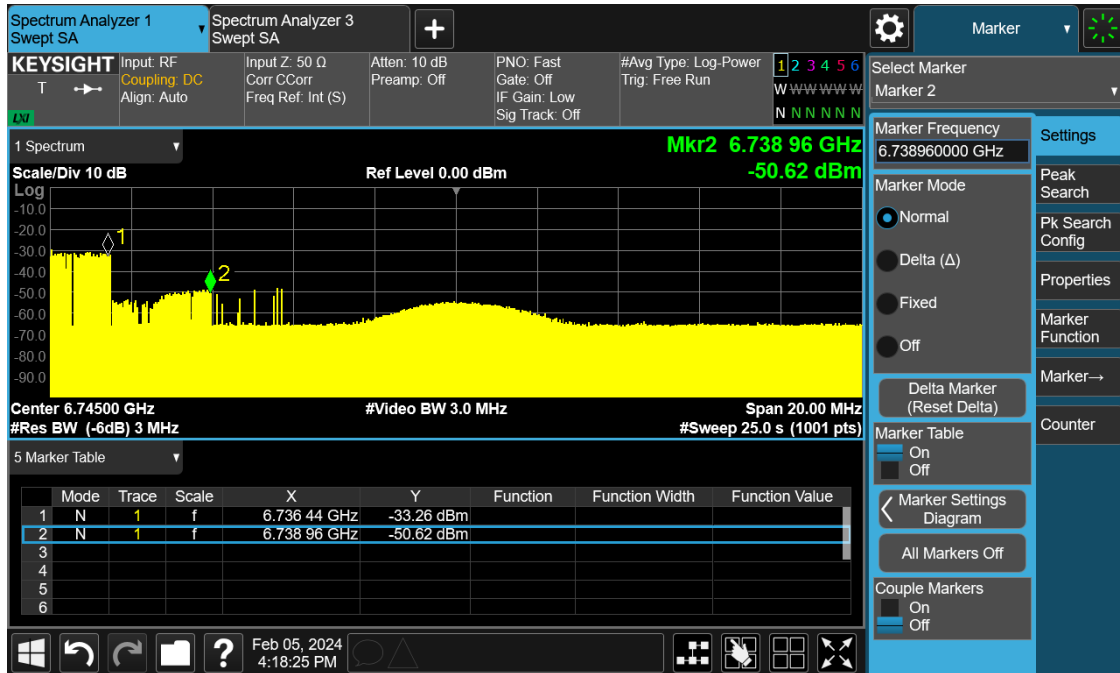 Spectrum Analyzer 1
Swept SA
Spectrum Analyzer 3
Swept SA
+
Marker
KEYSIGHT
T
LXI
Input: RF
Coupling: DC
Align: Auto
Input Z: 50 Ω
Corr CCorr
Freq Ref: Int (S)
Atten: 10 dB
Preamp: Off
PNO: Fast
Gate: Off
IF Gain: Low
Sig Track: Off
#Avg Type: Log-Power
Trig: Free Run
1 2 3 4 5 6
W W W W W W
N N N N N N
Select Marker
Marker 2
1 Spectrum
Scale/Div 10 dB
Ref Level 0.00 dBm
Mkr2 6.738 96 GHz
-50.62 dBm
Log
-10.0
-20.0
-30.0
-40.0
-50.0
-60.0
-70.0
-80.0
-90.0
1
2
Center 6.74500 GHz
#Video BW 3.0 MHz
Span 20.00 MHz
#Res BW (-6dB) 3 MHz
#Sweep 25.0 s (1001 pts)
5 Marker Table
Mode Trace Scale X Y Function Function Width Function Value
1 N 1 f 6.736 44 GHz -33.26 dBm
2 N 1 f 6.738 96 GHz -50.62 dBm
3
4
5
6
Marker Frequency
6.738960000 GHz
Marker Mode
Normal
Delta (Δ)
Fixed
Off
Delta Marker
(Reset Delta)
Marker Table
On
Off
Marker Settings
Diagram
All Markers Off
Couple Markers
On
Off
Settings
Peak
Search
Pk Search
Config
Properties
Marker
Function
Marker→
Counter
?
Feb 05, 2024
4:18:25 PM